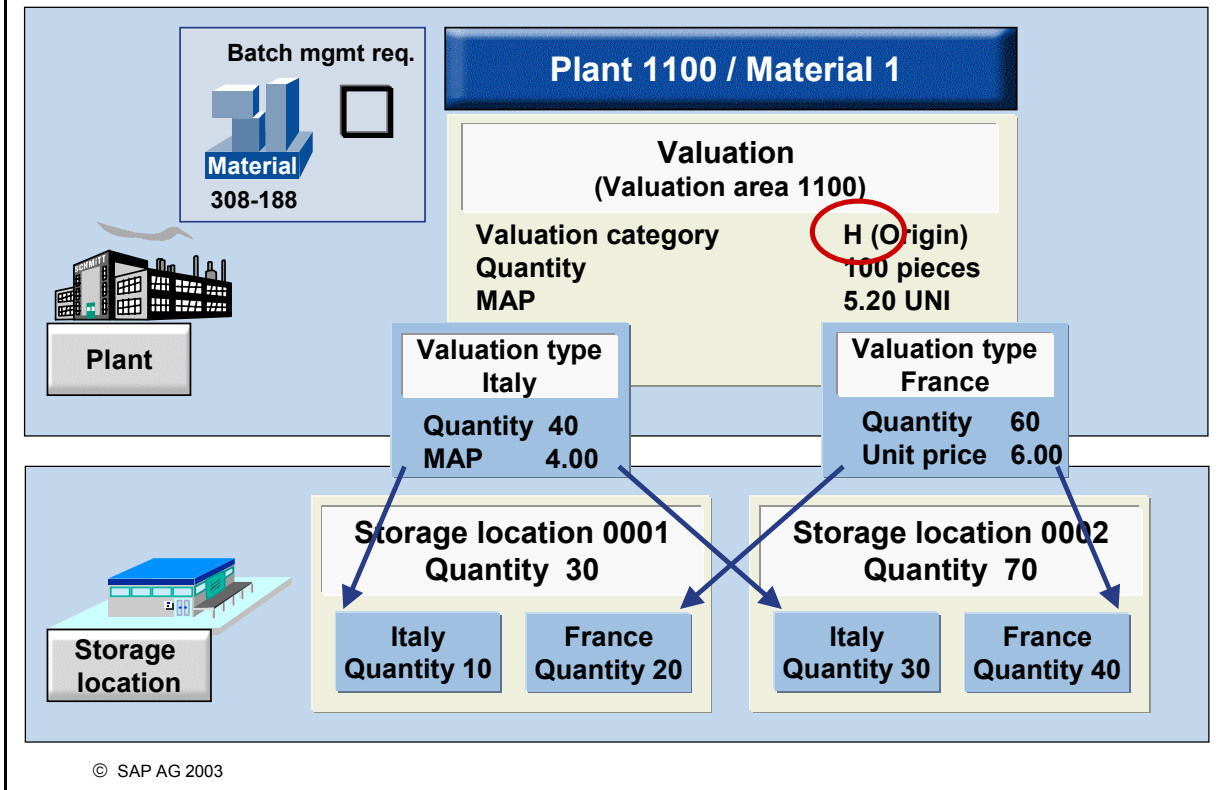 Batch mgmt req.
Material
308-188
Plant 1100 / Material 1
Valuation
(Valuation area 1100)
Valuation category H (Origin)
Quantity 100 pieces
MAP 5.20 UNI
SCHMITT
Plant
Valuation type
Italy
Quantity 40
MAP 4.00
Valuation type
France
Quantity 60
Unit price 6.00
Storage location 0001
Quantity 30
Storage location 0002
Quantity 70
Italy
Quantity 10
France
Quantity 20
Italy
Quantity 30
France
Quantity 40
Storage
location
© SAP AG 2003